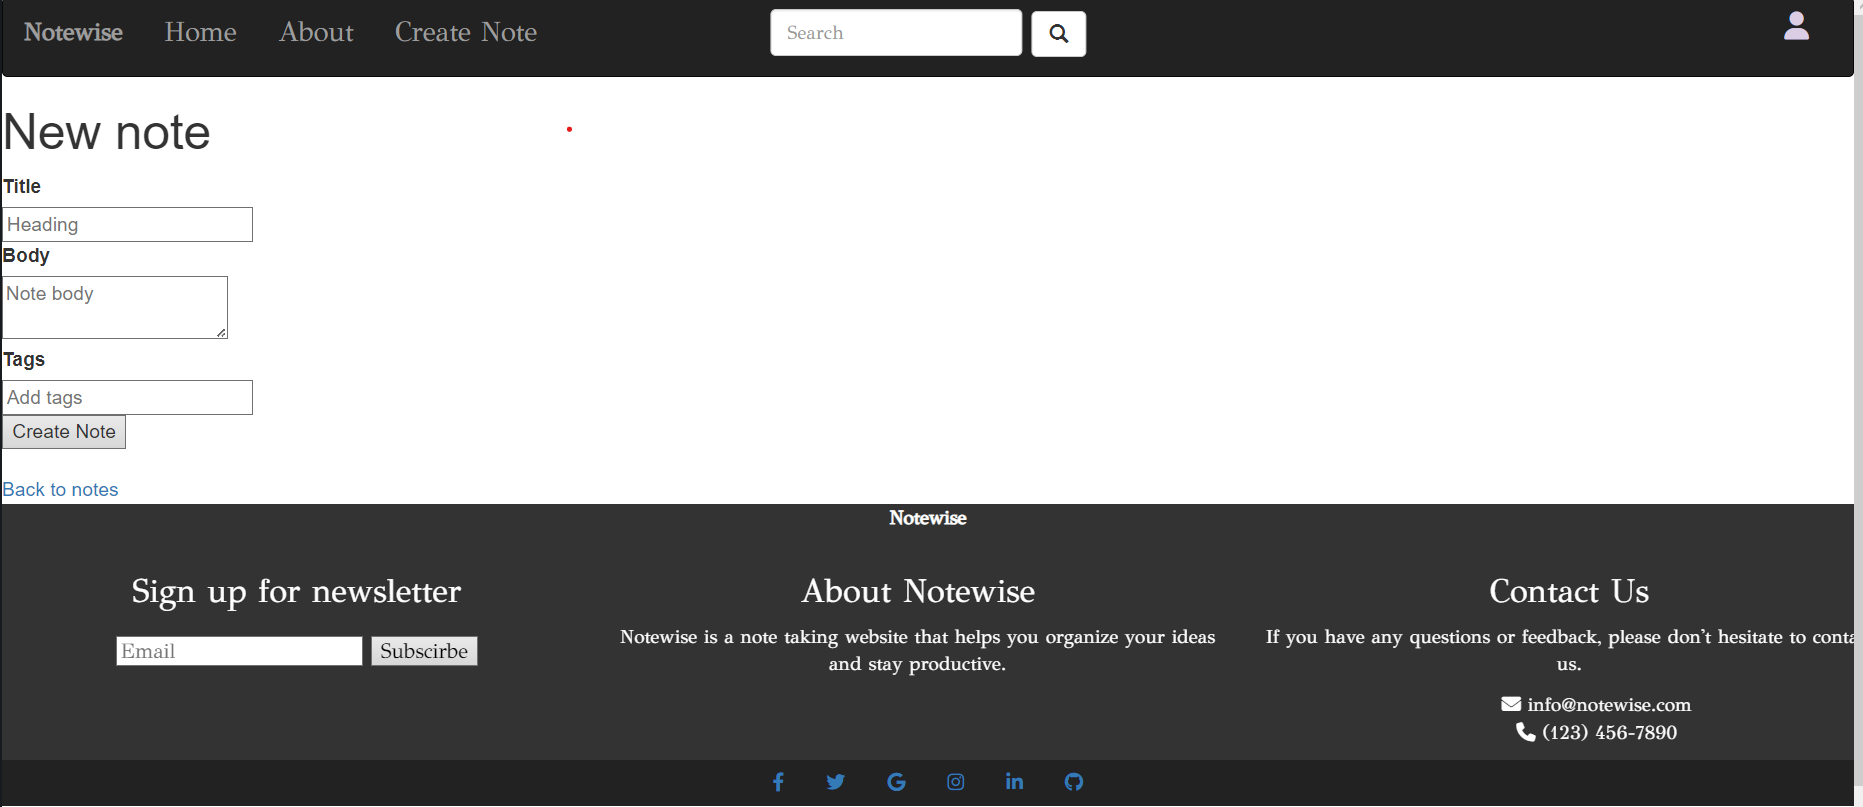 Notewise Home About Create Note Search
New note
Title
Heading
Body
Note body
Tags
Add tags
Create Note
Back to notes
Notewise
Sign up for newsletter
Email Subscirbe
About Notewise
Notewise is a note taking website that helps you organize your ideas
and stay productive.
Contact Us
If you have any questions or feedback, please don't hesitate to conta
us.
info@notewise.com
(123) 456-7890